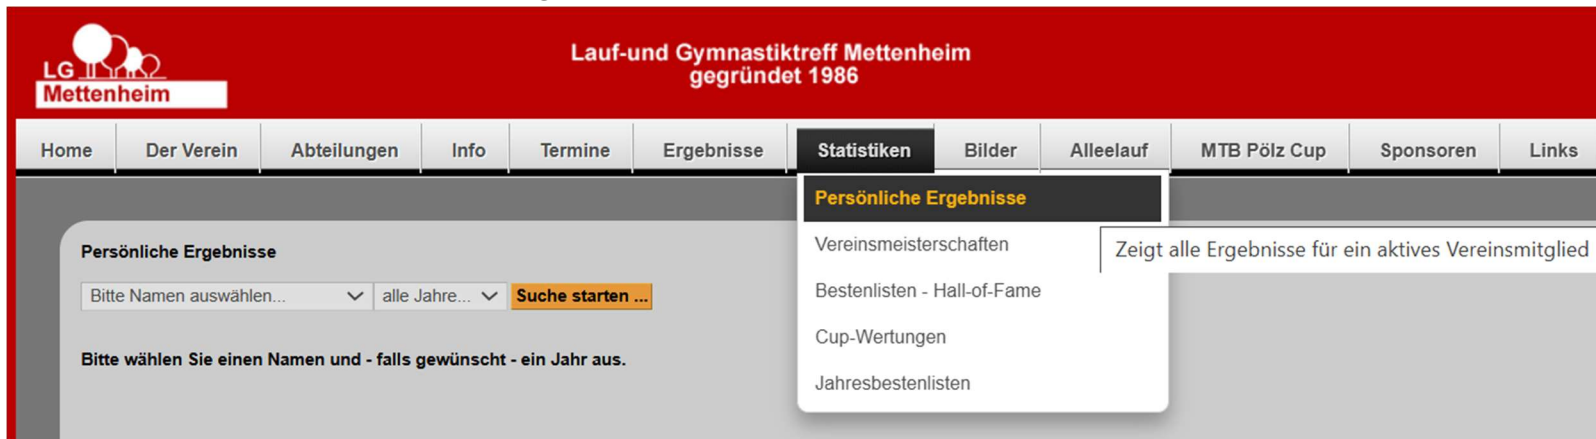 LG
Mettenheim
Lauf-und Gymnastiktreff Mettenheim
gegründet 1986
Home Der Verein Abteilungen Info Termine Ergebnisse Statistiken Bilder Alleelauf MTB Pölz Cup Sponsoren Links
Persönliche Ergebnisse
Vereinsmeisterschaften
Bestenlisten - Hall-of-Fame
Cup-Wertungen
Jahresbestenlisten
Zeigt alle Ergebnisse für ein aktives Vereinsmitglied
Persönliche Ergebnisse
Bitte Namen auswählen... alle Jahre... Suche starten ...
Bitte wählen Sie einen Namen und - falls gewünscht - ein Jahr aus.